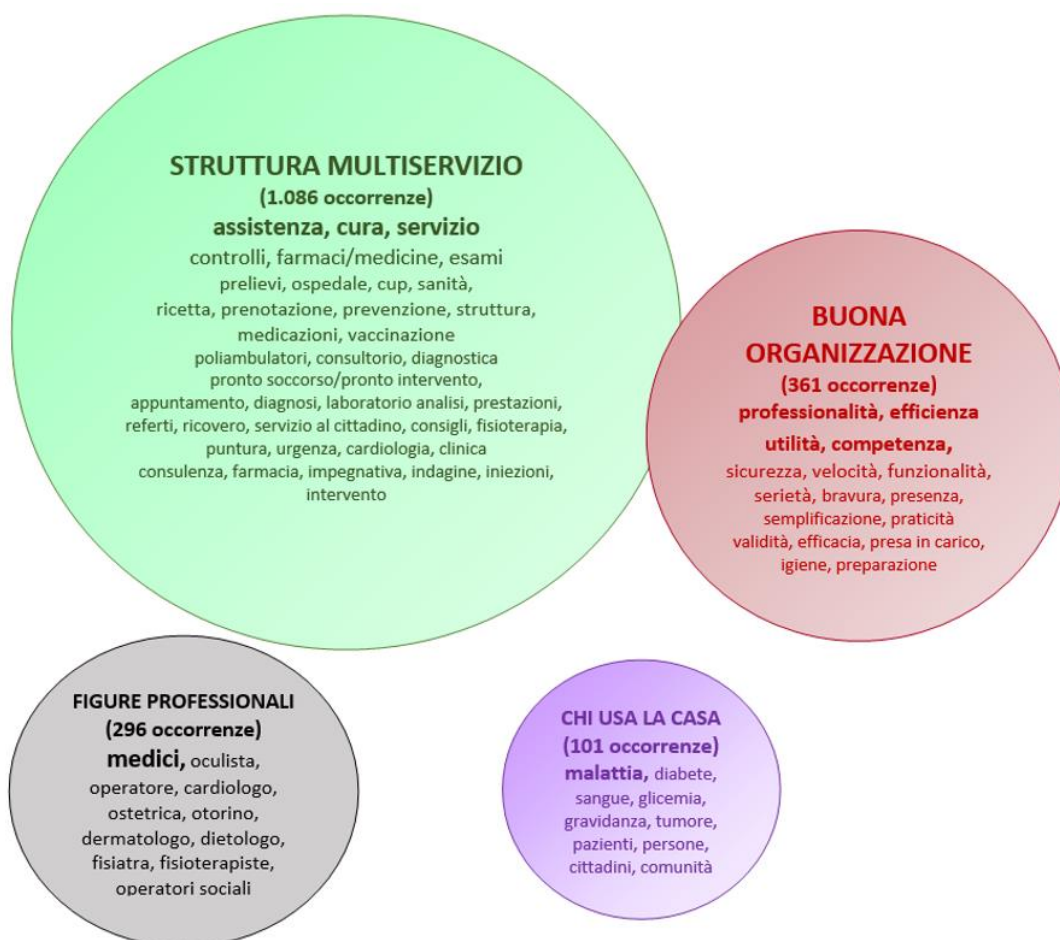 STRUTTURA MULTISERVIZIO
(1.086 occorrenze)
assistenza, cura, servizio
controlli, farmaci/medicine, esami
prelievi, ospedale, cup, sanità,
ricetta, prenotazione, prevenzione, struttura,
medicazioni, vaccinazione
poliambulatori, consultorio, diagnostica
pronto soccorso/pronto intervento,
appuntamento, diagnosi, laboratorio analisi, prestazioni,
referti, ricovero, servizio al cittadino, consigli, fisioterapia,
puntura, urgenza, cardiologia, clinica
consulenza, farmacia, impegnativa, indagine, iniezioni,
intervento
BUONA
ORGANIZZAZIONE
(361 occorrenze)
professionalità, efficienza
utilità, competenza,
sicurezza, velocità, funzionalità,
serietà, bravura, presenza,
semplificazione, praticità
validità, efficacia, presa in carico,
igiene, preparazione
FIGURE PROFESSIONALI
(296 occorrenze)
medici, oculista,
operatore, cardiologo,
ostetrica, otorino,
dermatologo, dietologo,
fisiatra, fisioterapiste,
operatori sociali
CHI USA LA CASA
(101 occorrenze)
malattia, diabete,
sangue, glicemia,
gravidanza, tumore,
pazienti, persone,
cittadini, comunità